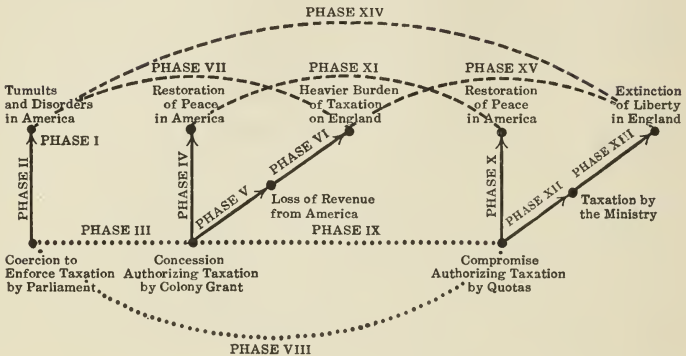 PHASE XIV
PHASE VII
PHASE XI
PHASE XV
Tumults
and Disorders
in America
Restoration
of Peace
in America
Heavier Burden
of Taxation
on England
Restoration
of Peace
in America
Extinction
of Liberty
in England
PHASE I
PHASE II
PHASE IV
PHASE V
PHASE VI
PHASE X
PHASE XII
PHASE XIII
Loss of Revenue
from America
Taxation by
the Ministry
PHASE III
PHASE IX
Coercion to
Enforce Taxation
by Parliament
Concession
Authorizing Taxation
by Colony Grant
Compromise
Authorizing Taxation
by Quotas
PHASE VIII